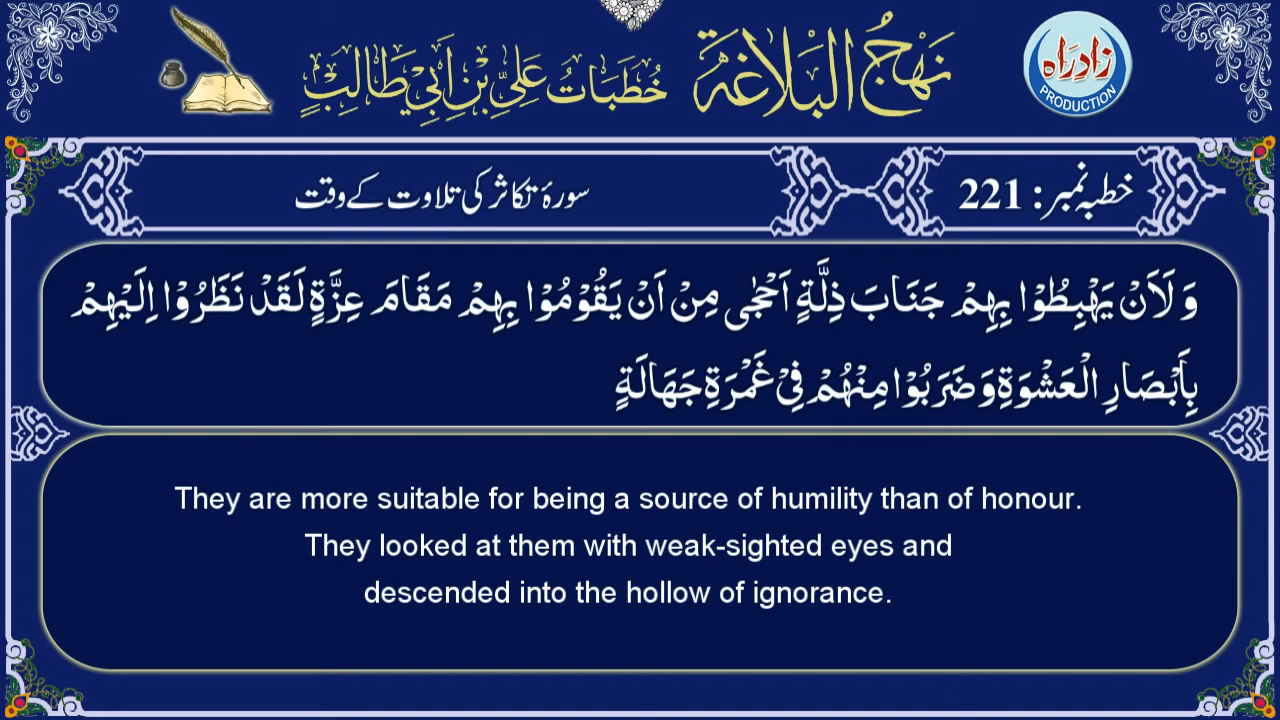 نَهْجُ الْبَلَاغَة خُطَبَاتُ عَلِيِّ بْنِ اَبِي طَالِبْ
زادِراہ
PRODUCTION
خطبہ نمبر: 221
سورۂ تکاثر کی تلاوت کے وقت
وَ لَاَنْ یَهْبِطُوْا بِهِمْ جَنَابَ ذِلَّةٍ اَحْجٰی مِنْ اَنْ یَقُوْمُوْا بِهِمْ مَقَامَ عِزَّةٍ لَقَدْ نَظَرُوْا اِلَیْهِمْ
بِاَبْصَارِ الْعَشْوَةِ وَ ضَرَبُوْا مِنْهُمْ فِیْ غَمْرَةِ جَهَالَةٍ
They are more suitable for being a source of humility than of honour.
They looked at them with weak-sighted eyes and
descended into the hollow of ignorance.